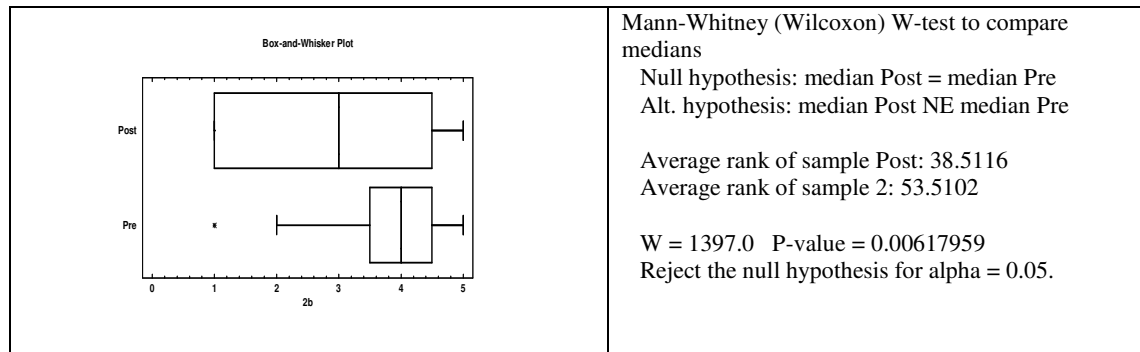 Box-and-Whisker Plot
Post
Pre
0 1 2 3 4 5
2b
Mann-Whitney (Wilcoxon) W-test to compare
medians
Null hypothesis: median Post = median Pre
Alt. hypothesis: median Post NE median Pre
Average rank of sample Post: 38.5116
Average rank of sample 2: 53.5102
W = 1397.0 P-value = 0.00617959
Reject the null hypothesis for alpha = 0.05.